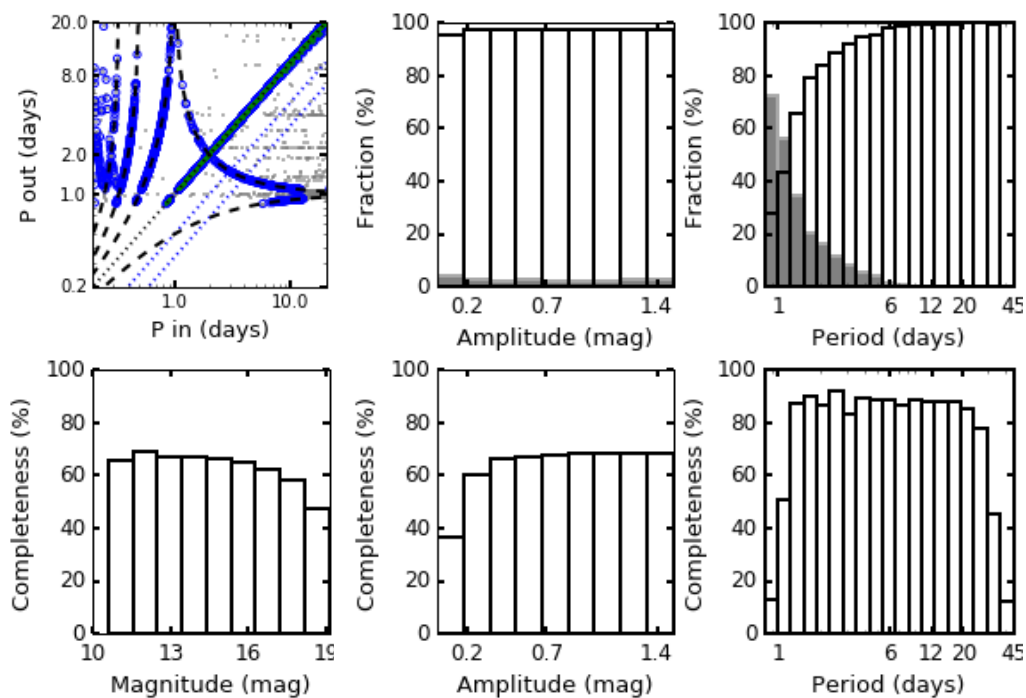 20.0
8.0
2.0
1.0
0.2
1.0 10.0
P out (days)
P in (days)
100
80
60
40
20
0
0.2 0.7 1.4
Fraction (%)
Amplitude (mag)
100
80
60
40
20
0
1 6 12 20 45
Fraction (%)
Period (days)
100
80
60
40
20
0
10 13 16 19
Completeness (%)
Magnitude (mag)
100
80
60
40
20
0
0.2 0.7 1.4
Completeness (%)
Amplitude (mag)
100
80
60
40
20
0
1 6 12 20 45
Completeness (%)
Period (days)